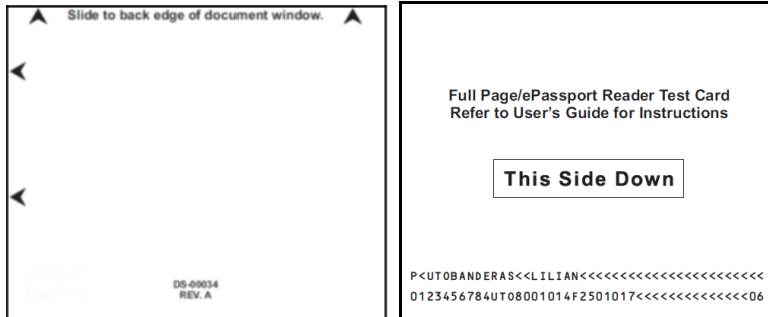 Slide to back edge of document window.
DS-00034
REV. A
Full Page/ePassport Reader Test Card
Refer to User's Guide for Instructions
This Side Down
P<UTOBANDERAS<<LILIAN<<<<<<<<<<<<<<<<<<<<<<<
0123456784UTO8001014F2501017<<<<<<<<<<<<<<06